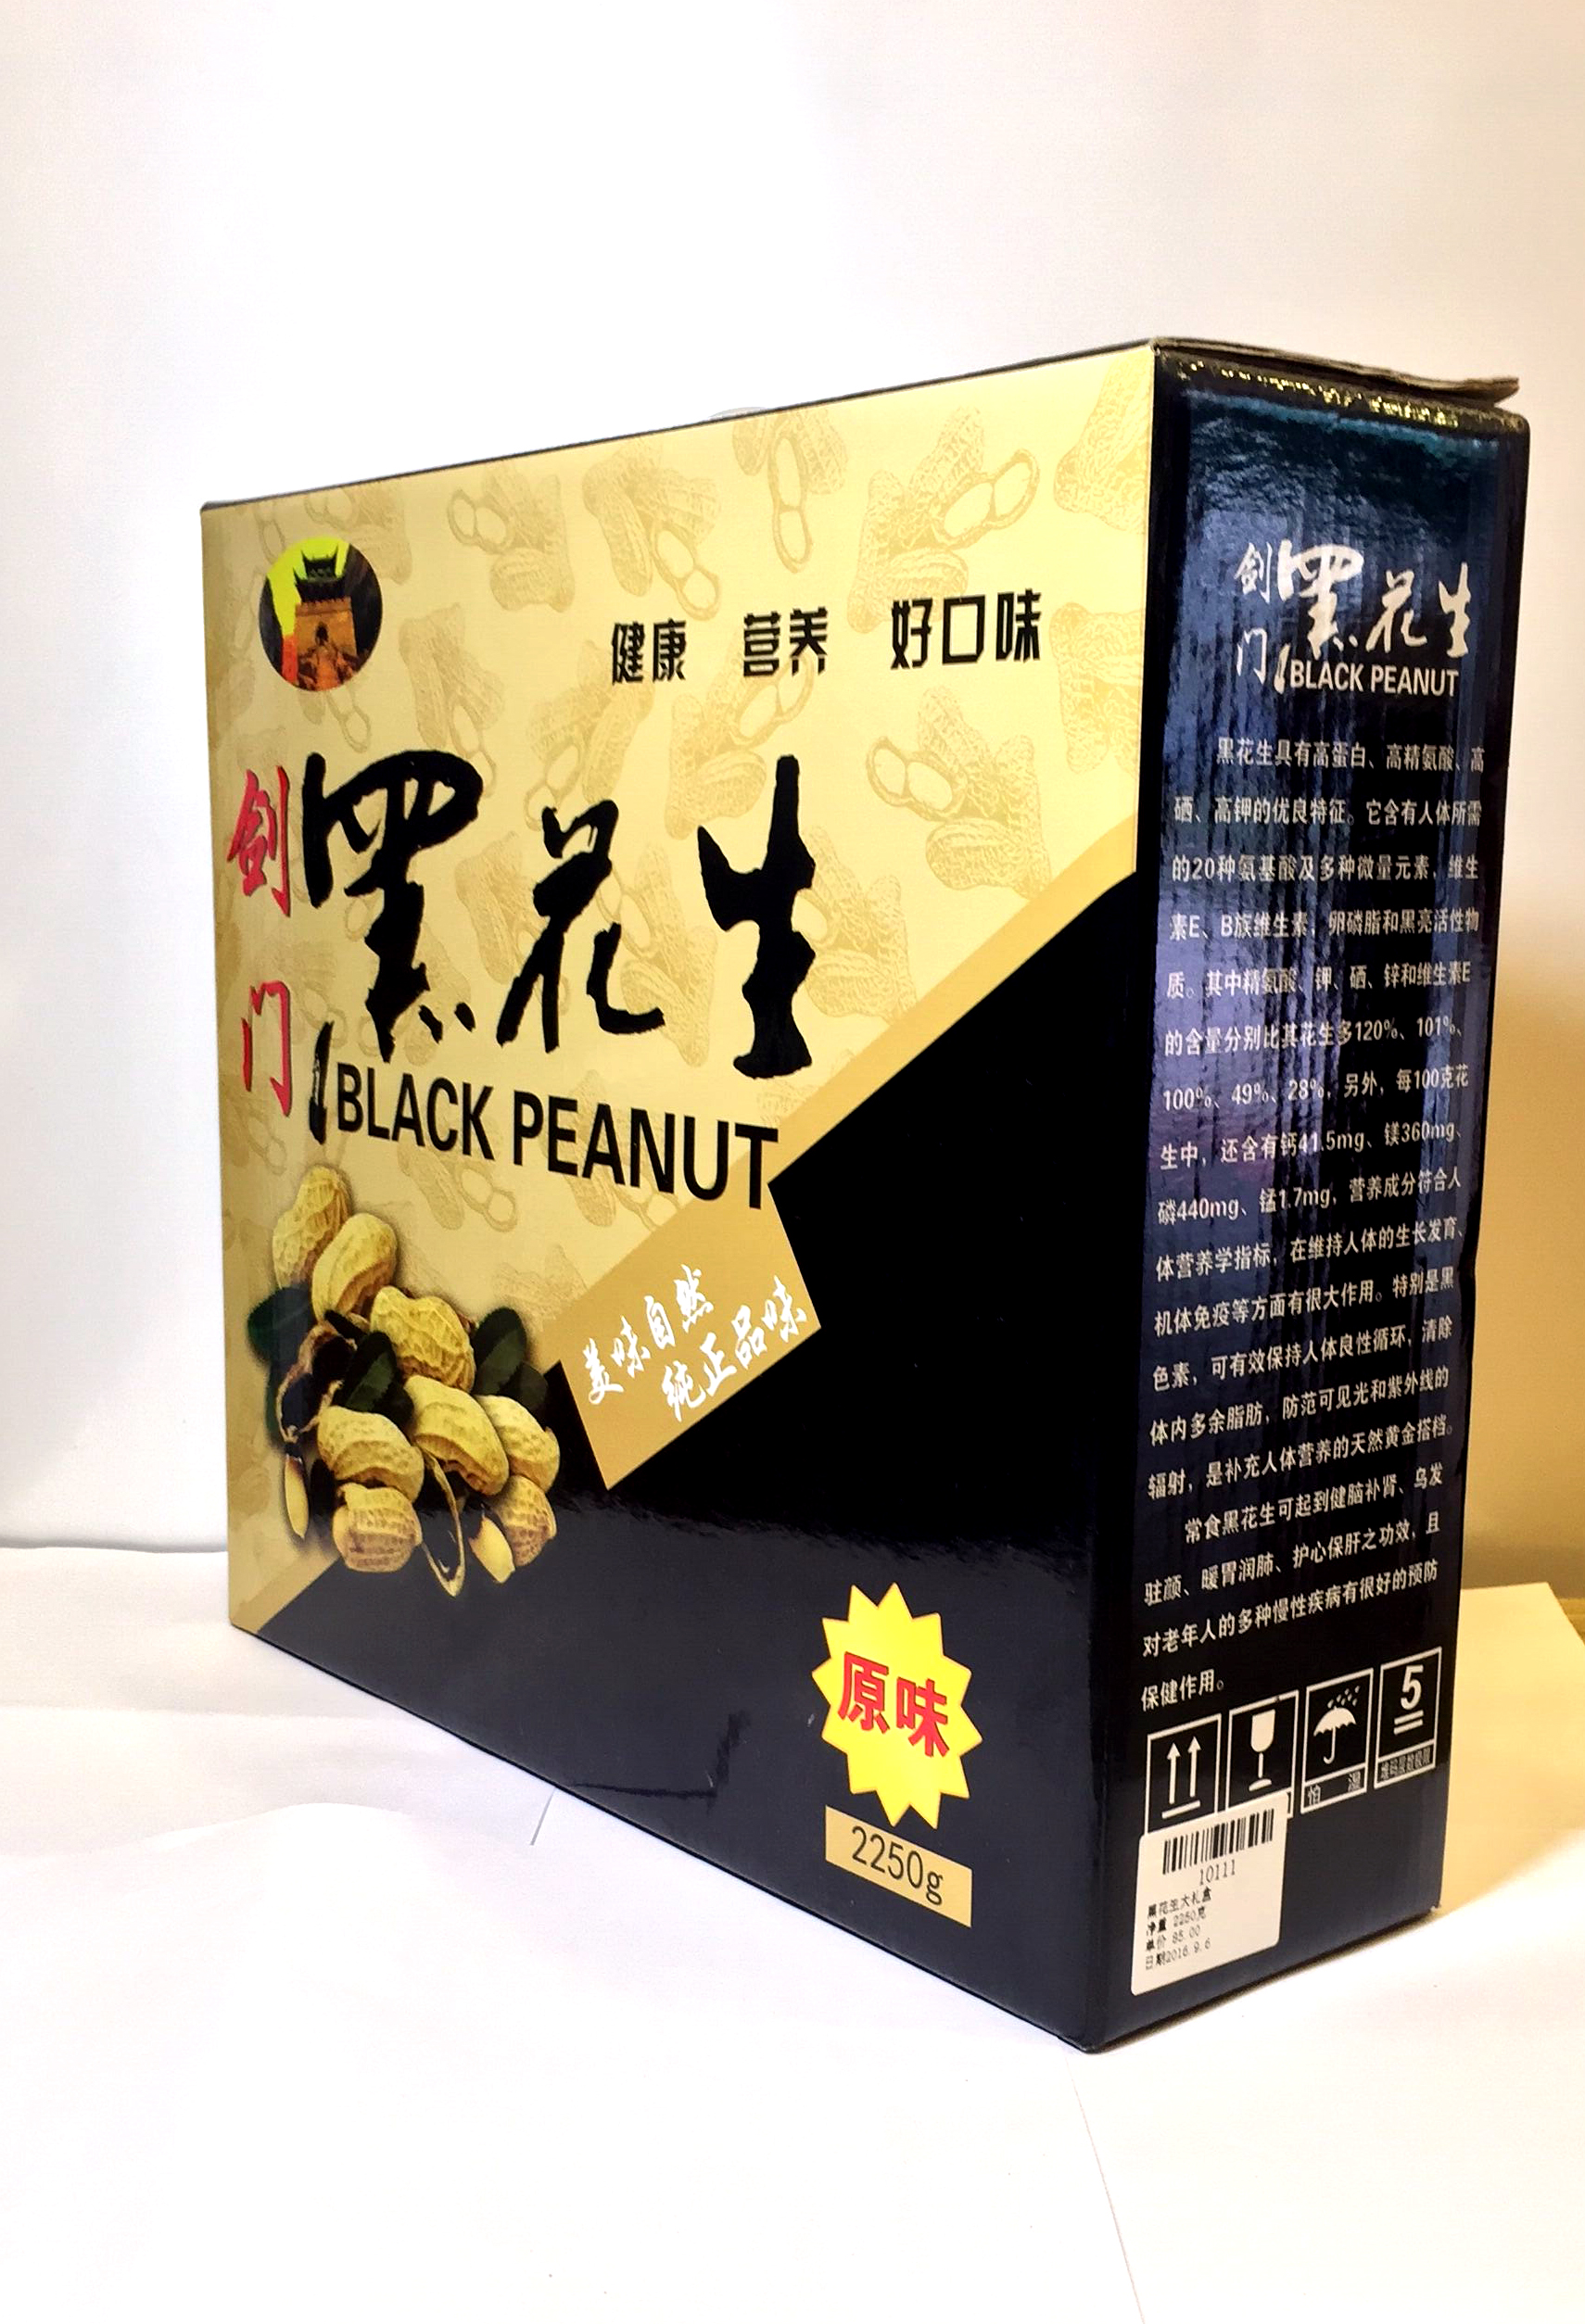 健康 营养 好口味
剑门
黑花生
BLACK PEANUT
美味自然
纯正品味
原味
2250g
剑门
黑花生
BLACK PEANUT
黑花生具有高蛋白、高精氨酸、高
硒、高钾的优良特征。它含有人体所需
的20种氨基酸及多种微量元素，维生
素E、B族维生素，卵磷脂和黑亮活性物
质。其中精氨酸、钾、硒、锌和维生素E
的含量分别比其花生多120%、101%、
100%、49%、28%，另外，每100克花
生中，还含有钙41.5mg、镁360mg、
磷440mg、锰1.7mg，营养成分符合人
体营养学指标，在维持人体的生长发育、
机体免疫等方面有很大作用。特别是黑
色素，可有效保持人体良性循环，清除
体内多余脂肪，防范可见光和紫外线的
辐射，是补充人体营养的天然黄金搭档。
常食黑花生可起到健脑补肾、乌发
驻颜、暖胃润肺、护心保肝之功效，且
对老年人的多种慢性疾病有很好的预防
保健作用。
5
怕 湿
堆码层数极限
10111
黑花生大礼盒
净重 2250克
单价 85.00
日期2016.9.6